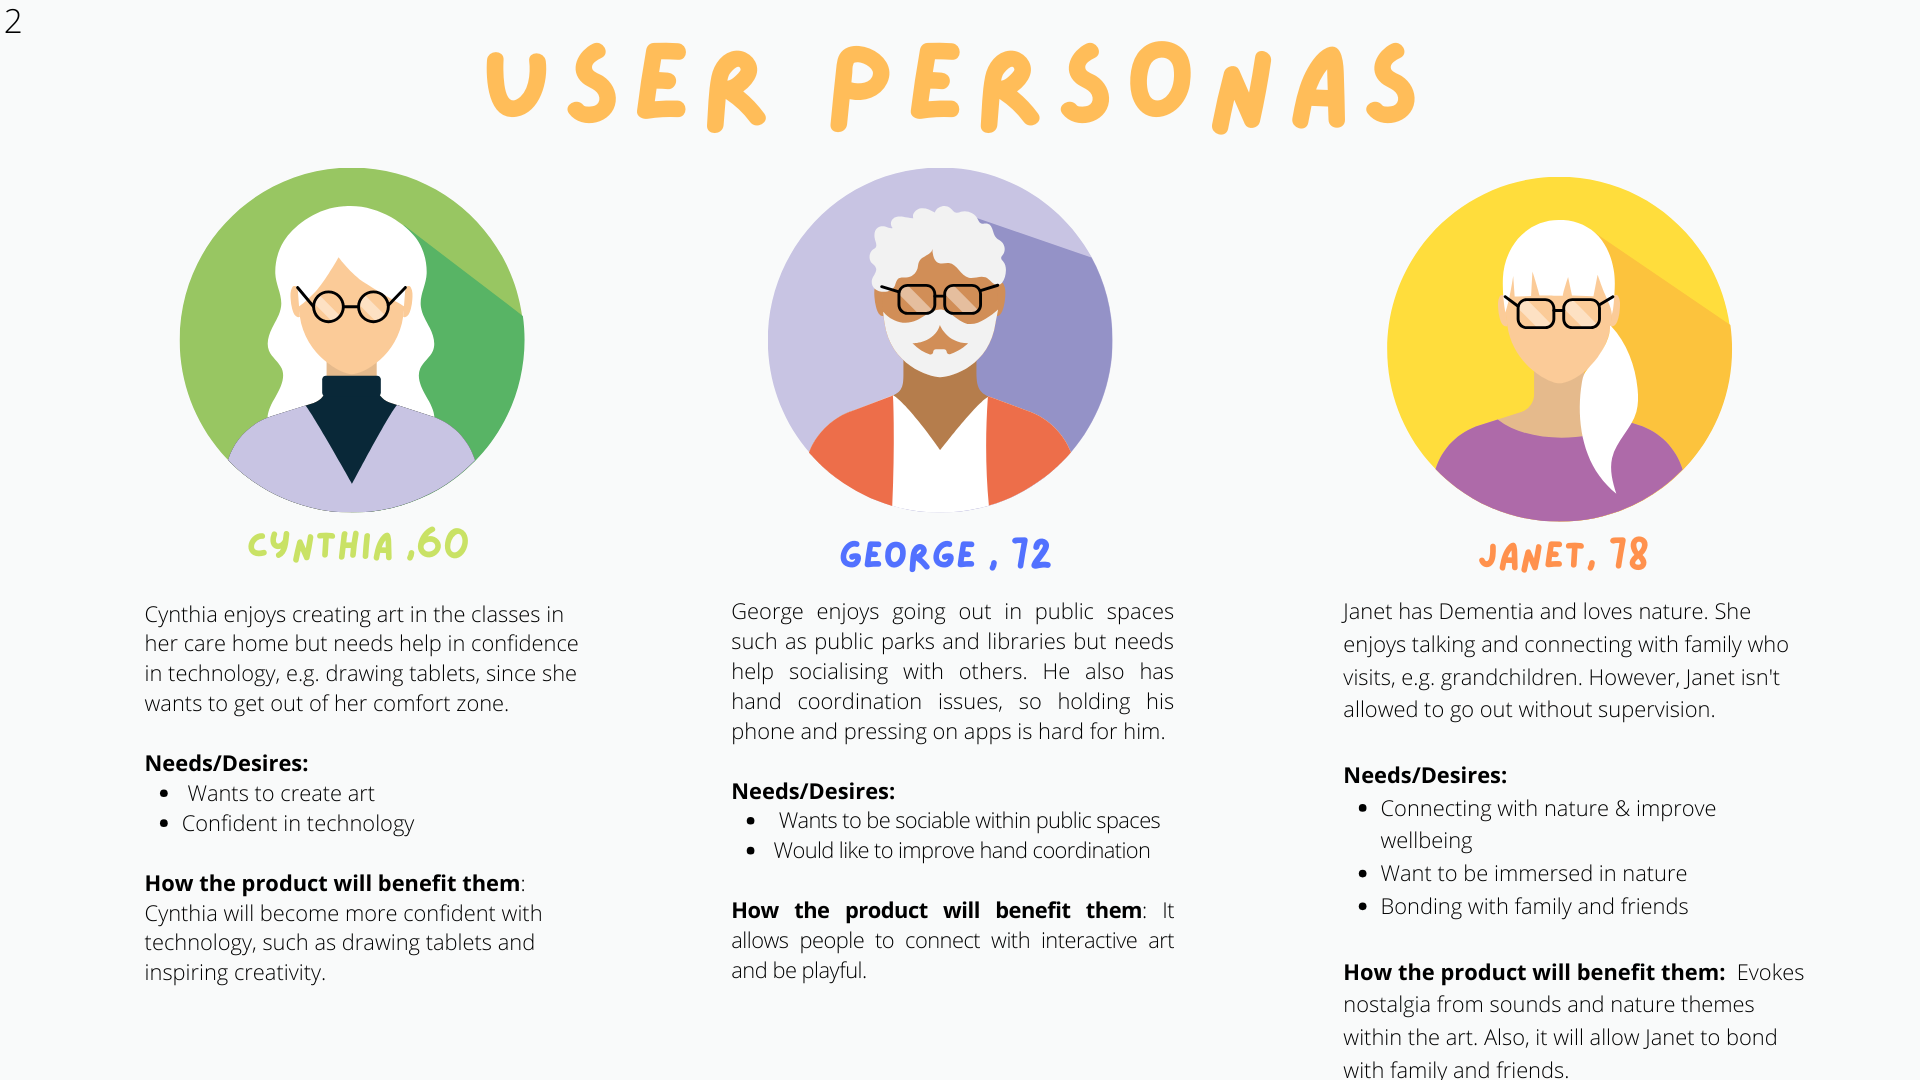 2
USER PERSONAS
CYNTHIA ,60
Cynthia enjoys creating art in the classes in
her care home but needs help in confidence
in technology, e.g. drawing tablets, since she
wants to get out of her comfort zone.
Needs/Desires:
• Wants to create art
• Confident in technology
How the product will benefit them:
Cynthia will become more confident with
technology, such as drawing tablets and
inspiring creativity.
GEORGE , 72
George enjoys going out in public spaces
such as public parks and libraries but needs
help socialising with others. He also has
hand coordination issues, so holding his
phone and pressing on apps is hard for him.
Needs/Desires:
• Wants to be sociable within public spaces
• Would like to improve hand coordination
How the product will benefit them: It
allows people to connect with interactive art
and be playful.
JANET, 78
Janet has Dementia and loves nature. She
enjoys talking and connecting with family who
visits, e.g. grandchildren. However, Janet isn't
allowed to go out without supervision.
Needs/Desires:
• Connecting with nature & improve
wellbeing
• Want to be immersed in nature
• Bonding with family and friends
How the product will benefit them: Evokes
nostalgia from sounds and nature themes
within the art. Also, it will allow Janet to bond
with family and friends.